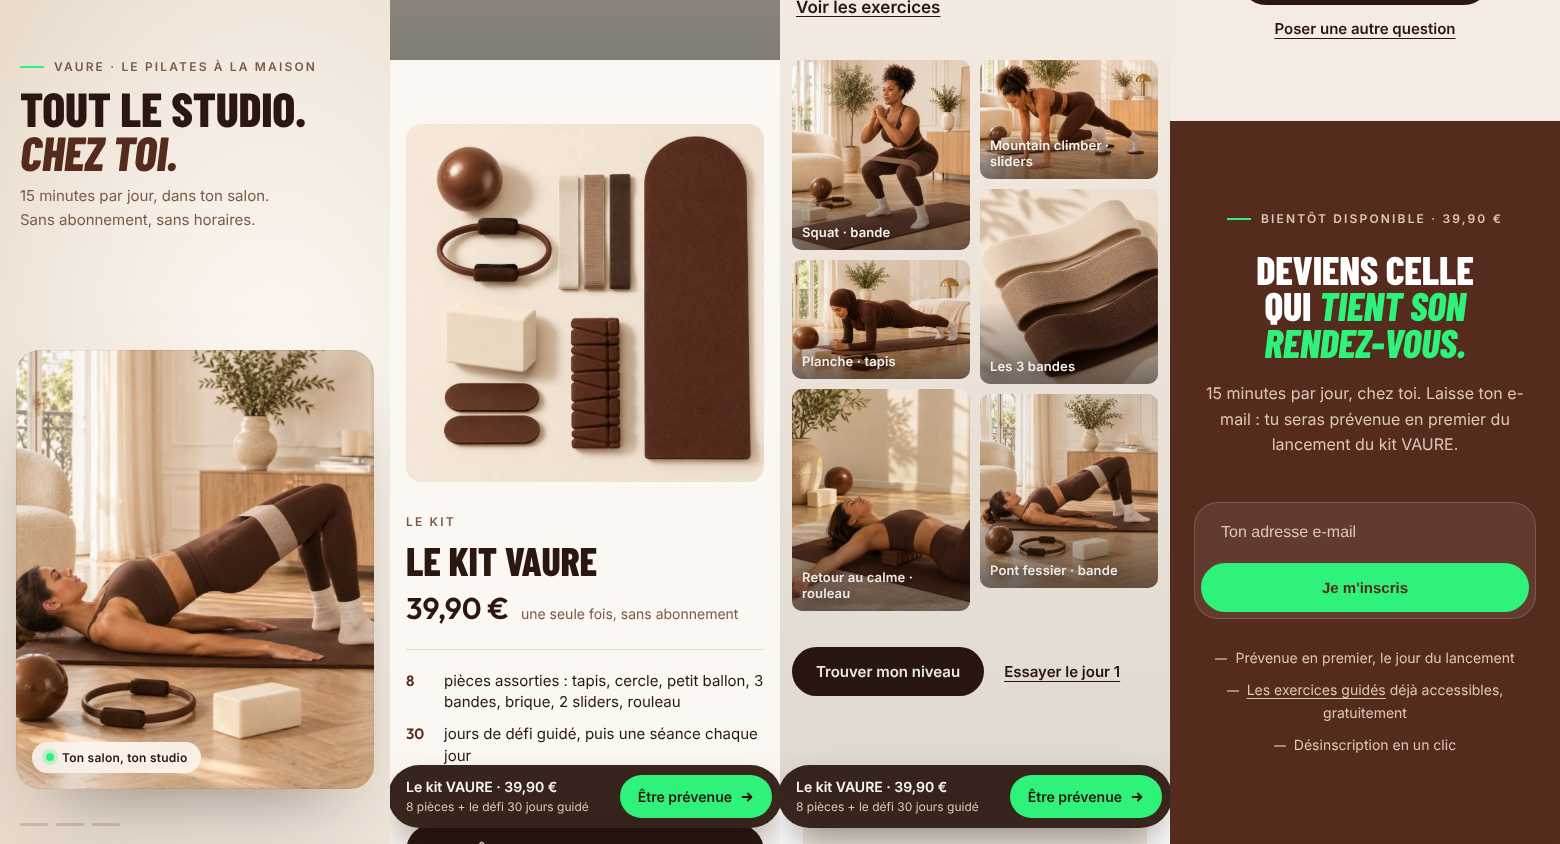 VAURE · LE PILATES À LA MAISON
TOUT LE STUDIO.
CHEZ TOI.
15 minutes par jour, dans ton salon.
Sans abonnement, sans horaires.
Ton salon, ton studio
LE KIT
LE KIT VAURE
39,90 € une seule fois, sans abonnement
8 pièces assorties : tapis, cercle, petit ballon, 3
bandes, brique, 2 sliders, rouleau
30 jours de défi guidé, puis une séance chaque
jour
Le kit VAURE · 39,90 €
8 pièces + le défi 30 jours guidé
Être prévenue →
Voir les exercices
Squat · bande
Mountain climber ·
sliders
Planche · tapis
Les 3 bandes
Retour au calme ·
rouleau
Pont fessier · bande
Trouver mon niveau
Essayer le jour 1
Le kit VAURE · 39,90 €
8 pièces + le défi 30 jours guidé
Être prévenue →
Poser une autre question
BIENTÔT DISPONIBLE · 39,90 €
DEVIENS CELLE
QUI TIENT SON
RENDEZ-VOUS.
15 minutes par jour, chez toi. Laisse ton e-
mail : tu seras prévenue en premier du
lancement du kit VAURE.
Ton adresse e-mail
Je m'inscris
— Prévenue en premier, le jour du lancement
— Les exercices guidés déjà accessibles,
gratuitement
— Désinscription en un clic